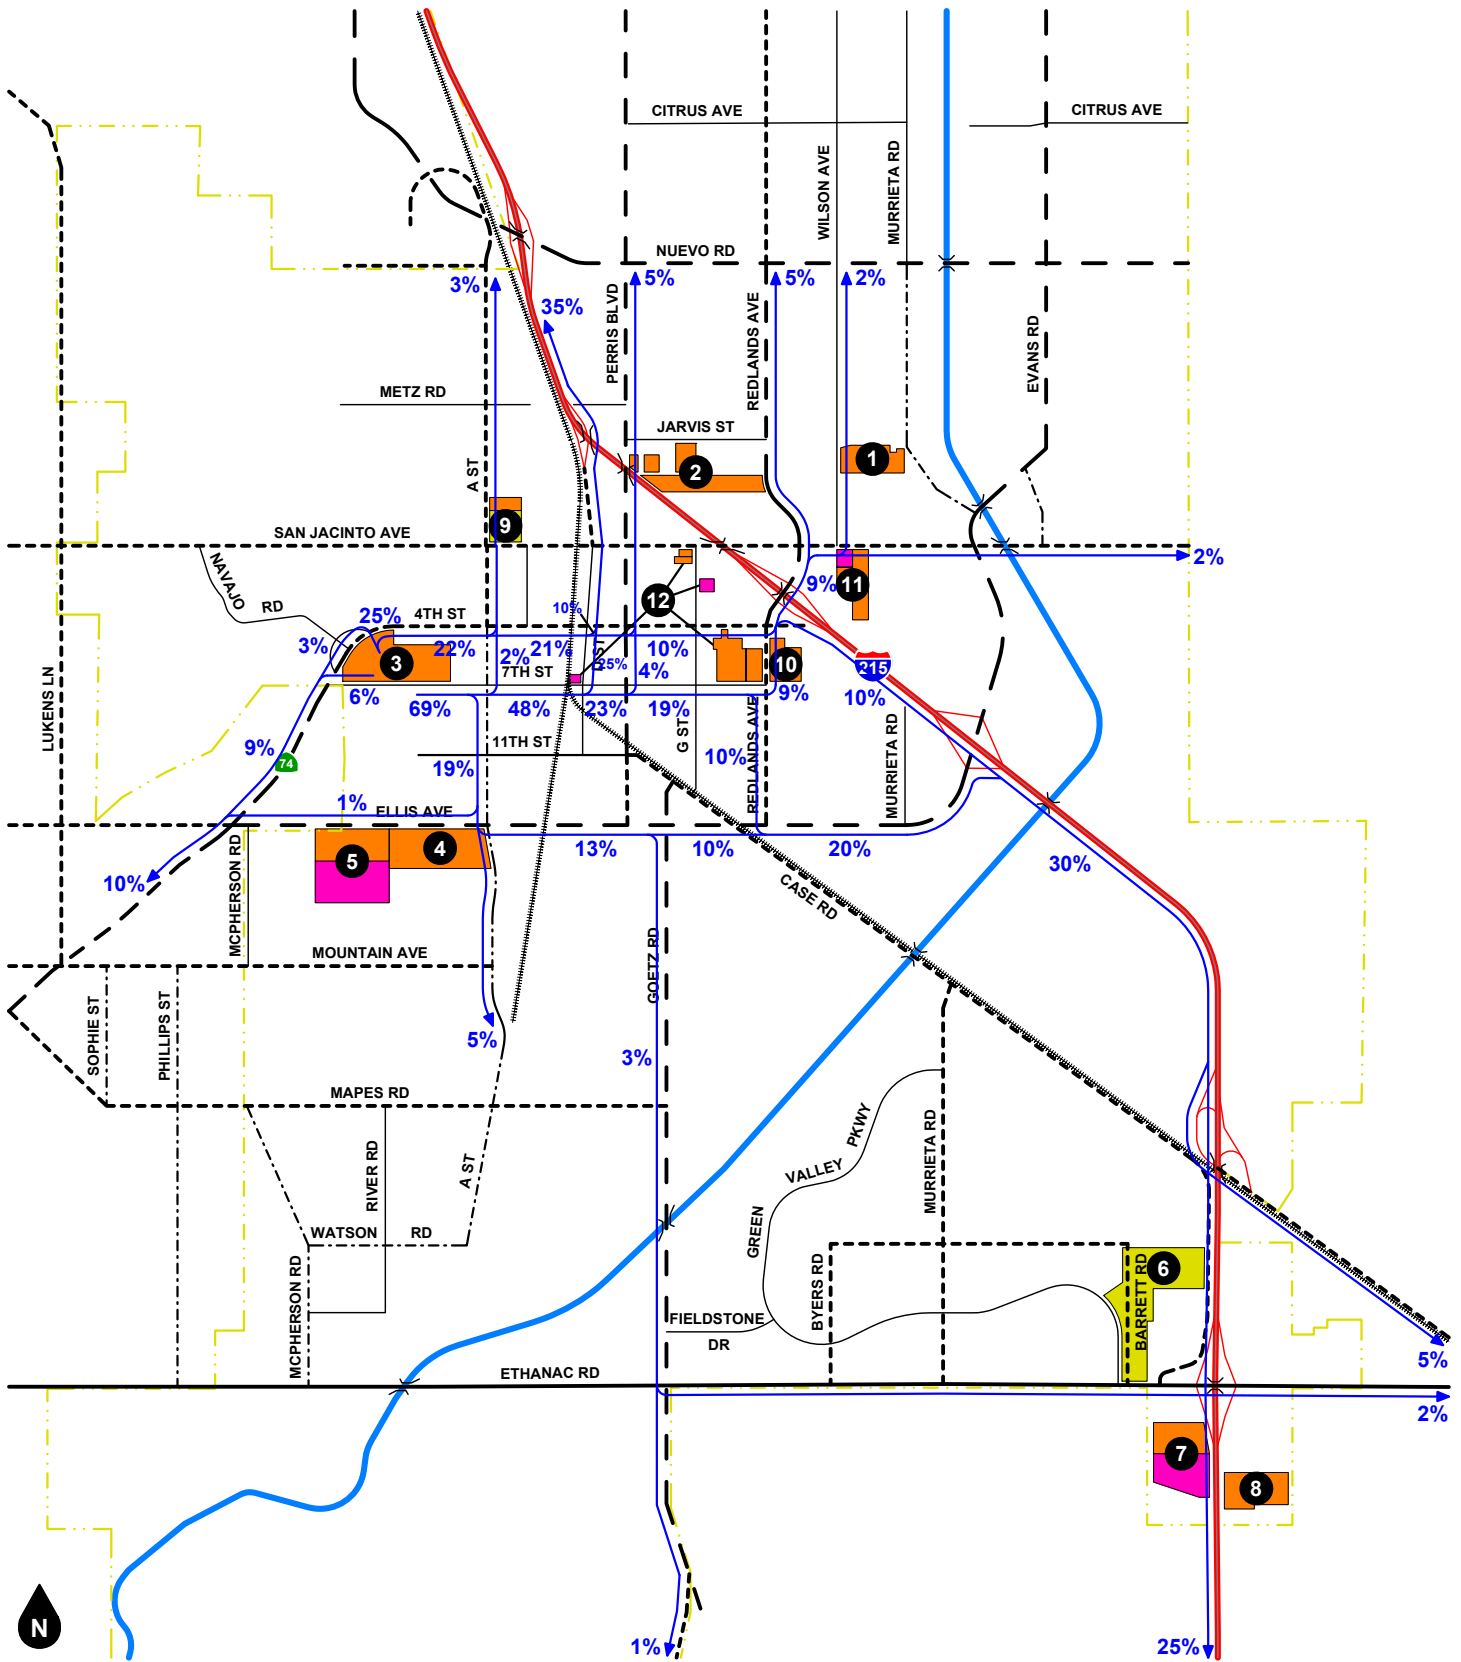 CITRUS AVE
CITRUS AVE
WILSON AVE
MURRIETA RD
NUEVO RD
3%
35%
5%
5%
2%
PERRIS BLVD
REDLANDS AVE
EVANS RD
METZ RD
JARVIS ST
A ST
1
2
9
SAN JACINTO AVE
NAVAJO
RD
2%
11
9%
12
25%
4TH ST
10%
3%
3
22%
2%
21%
D ST
25%
10%
4%
10
215
7TH ST
6%
69%
48%
23%
19%
9%
10%
LUKENS LN
9%
74
11TH ST
G ST
REDLANDS AVE
MURRIETA RD
19%
10%
1%
ELLIS AVE
5
4
13%
10%
20%
30%
10%
MCPHERSON RD
CASE RD
MOUNTAIN AVE
GOETZ RD
SOPHIE ST
PHILLIPS ST
5%
3%
MAPES RD
RIVER RD
A ST
VALLEY
PKWY
MURRIETA RD
GREEN
WATSON
RD
MCPHERSON RD
BYERS RD
BARRETT RD
6
FIELDSTONE
DR
5%
ETHANAC RD
2%
7
8
N
1%
25%